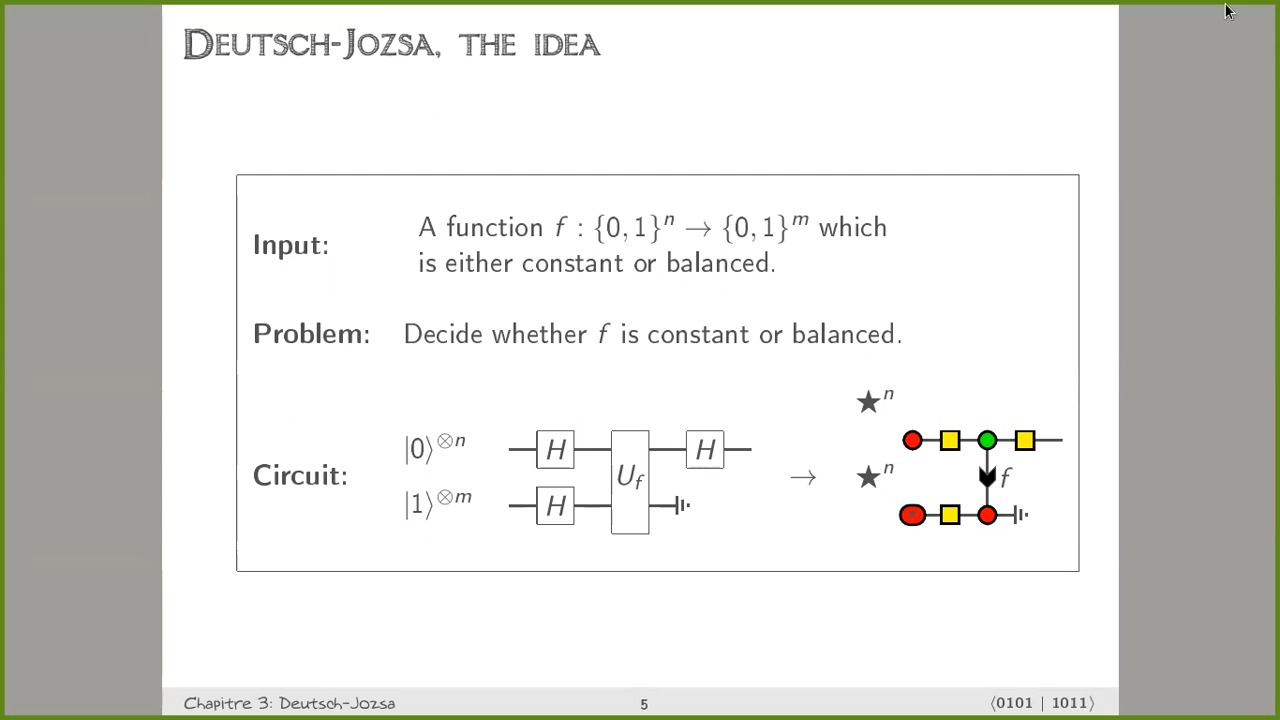 Deutsch-Jozsa, the idea
Input: A function f : {0, 1}ⁿ → {0, 1}ᵐ which
is either constant or balanced.
Problem: Decide whether f is constant or balanced.
★ⁿ
|0⟩^⊗n H H
Circuit: U_f → ★ⁿ f
|1⟩^⊗m H
Chapitre 3: Deutsch-Jozsa 5 ⟨0101 | 1011⟩